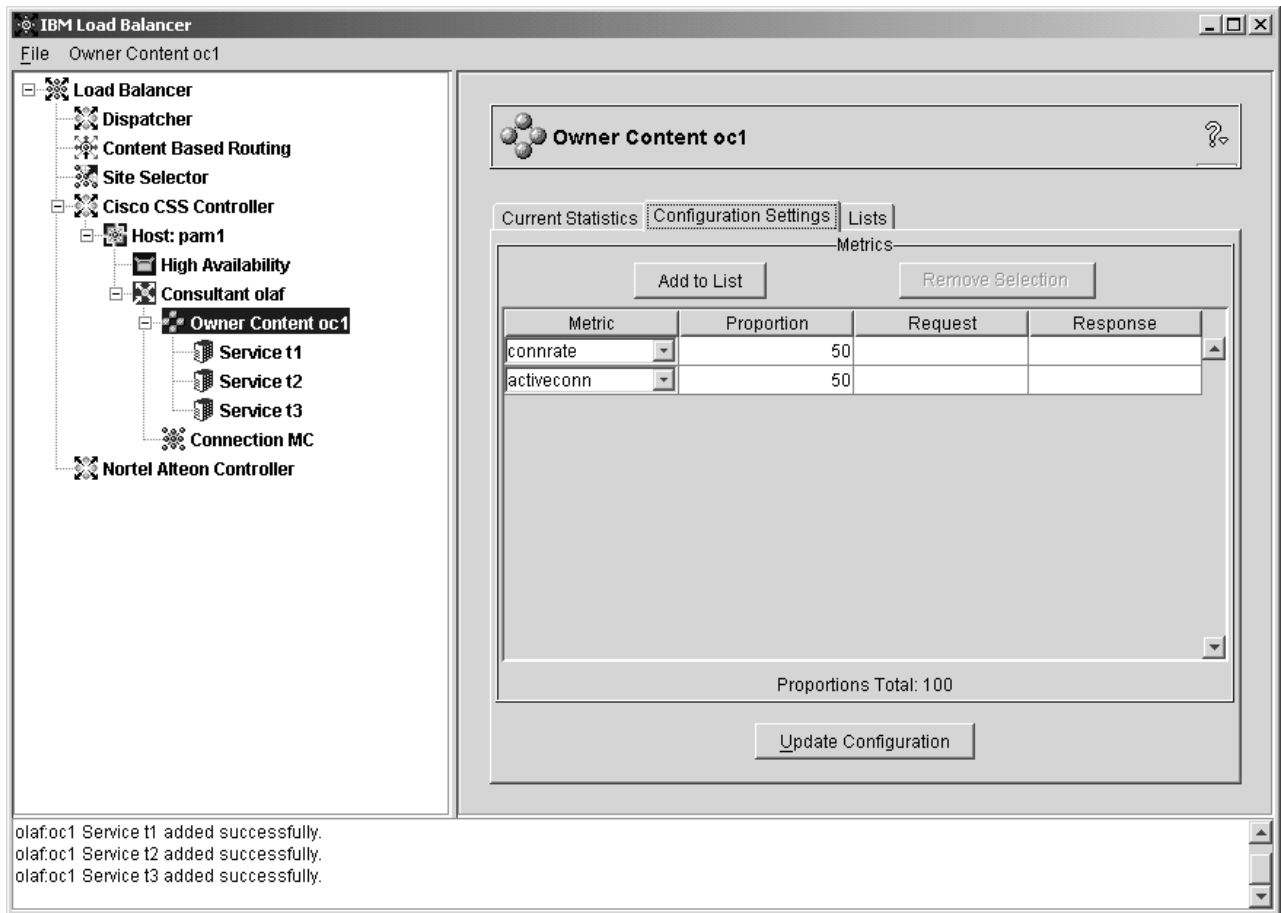 IBM Load Balancer
File Owner Content oc1
Load Balancer
Dispatcher
Content Based Routing
Site Selector
Cisco CSS Controller
Host: pam1
High Availability
Consultant olaf
Owner Content oc1
Service t1
Service t2
Service t3
Connection MC
Nortel Alteon Controller
Owner Content oc1
Current Statistics Configuration Settings Lists
Metrics
Add to List Remove Selection
Metric Proportion Request Response
connrate 50
activeconn 50
Proportions Total: 100
Update Configuration
olaf:oc1 Service t1 added successfully.
olaf:oc1 Service t2 added successfully.
olaf:oc1 Service t3 added successfully.